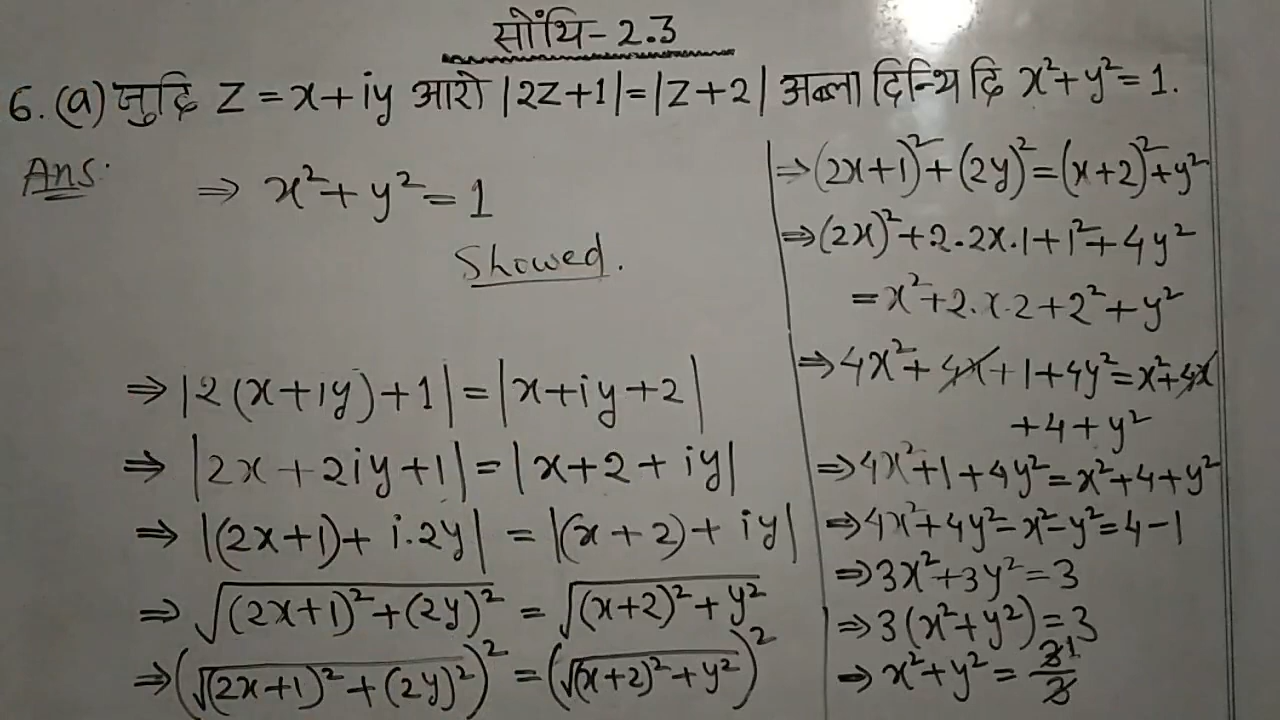 सोंथि- 2.3
6. (a) जुदि z = x + iy आरो |2z+1| = |z+2| अब्ला दिन्थि दि x² + y² = 1.
Ans.
⇒ x² + y² = 1
Showed.
⇒ |2(x+iy)+1| = |x+iy+2|
⇒ |2x + 2iy + 1| = |x+2 + iy|
⇒ |(2x+1) + i.2y| = |(x+2) + iy|
⇒ √((2x+1)² + (2y)²) = √((x+2)² + y²)
⇒ (√((2x+1)² + (2y)²))² = (√((x+2)² + y²))²
⇒ (2x+1)² + (2y)² = (x+2)² + y²
⇒ (2x)² + 2.2x.1 + 1² + 4y²
= x² + 2.x.2 + 2² + y²
⇒ 4x² + 4x + 1 + 4y² = x² + 4x
+ 4 + y²
⇒ 4x² + 1 + 4y² = x² + 4 + y²
⇒ 4x² + 4y² = x² - y² = 4 - 1
⇒ 3x² + 3y² = 3
⇒ 3(x² + y²) = 3
⇒ x² + y² = 3̶ 1/3̶